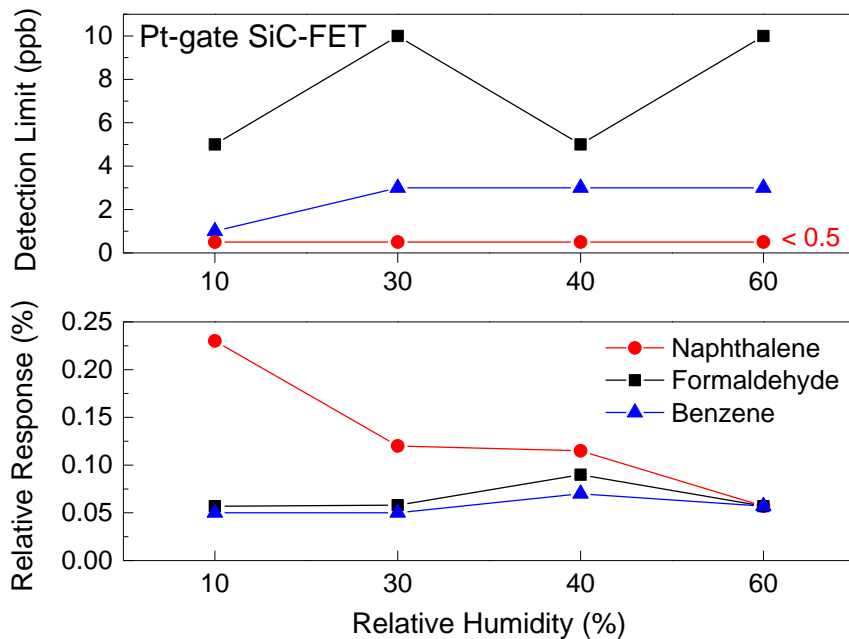 Pt-gate SiC-FET
Detection Limit (ppb)
10
8
6
4
2
0
< 0.5
10 30 40 60
Relative Response (%)
0.25
0.20
0.15
0.10
0.05
0.00
Naphthalene
Formaldehyde
Benzene
10 30 40 60
Relative Humidity (%)